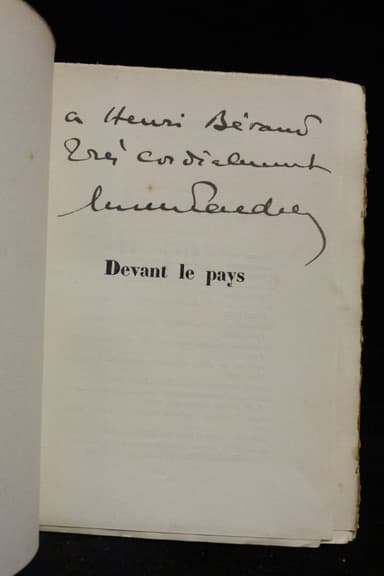 a Henri Béraud
Très cordialement
Devant le pays